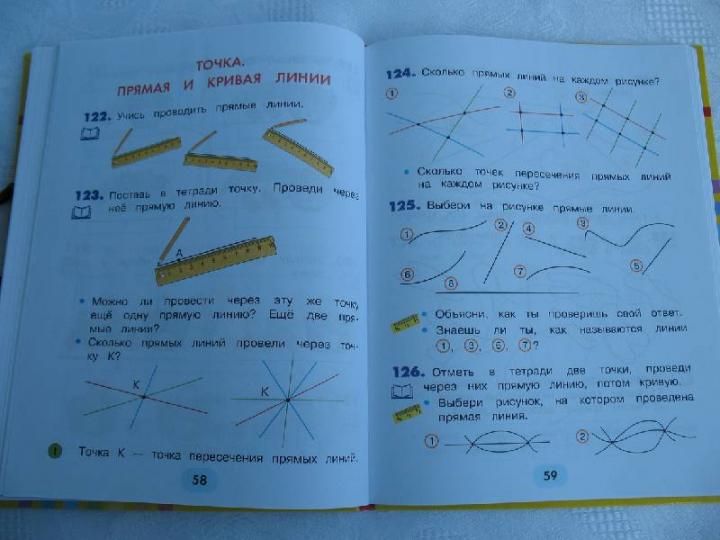 ТОЧКА.
ПРЯМАЯ И КРИВАЯ ЛИНИИ
122. Учись проводить прямые линии.
123. Поставь в тетради точку. Проведи через
неё прямую линию.
А
• Можно ли провести через эту же точку
ещё одну прямую линию? Ещё две пря-
мые линии?
• Сколько прямых линий провели через точ-
ку К?
К
К
! Точка К — точка пересечения прямых линий.
58
124. Сколько прямых линий на каждом рисунке?
1 2 3
• Сколько точек пересечения прямых линий
на каждом рисунке?
125. Выбери на рисунке прямые линии.
1 2 4 3
6 8 7 5
• Объясни, как ты проверишь свой ответ.
• Знаешь ли ты, как называются линии
1, 3, 6, 7?
126. Отметь в тетради две точки, проведи
через них прямую линию, потом кривую.
• Выбери рисунок, на котором проведена
прямая линия.
1 2
59